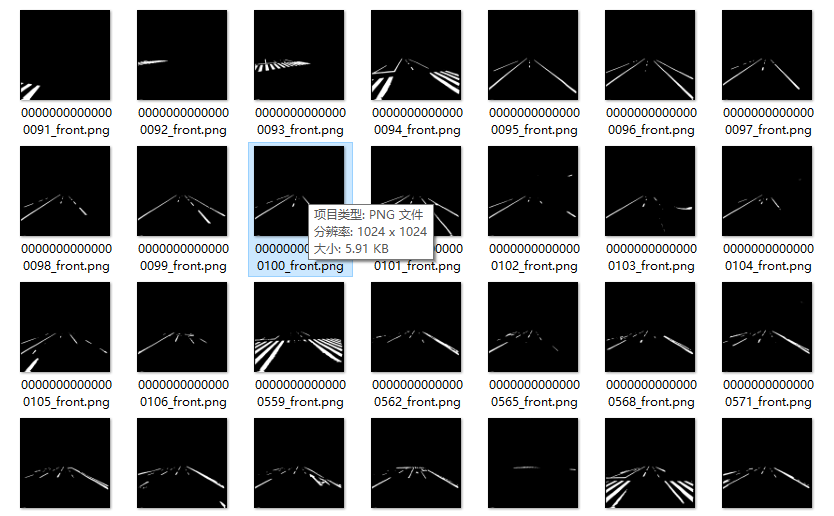 0000000000000 0000000000000 0000000000000 0000000000000 0000000000000 0000000000000 0000000000000
0091_front.png 0092_front.png 0093_front.png 0094_front.png 0095_front.png 0096_front.png 0097_front.png
项目类型: PNG 文件
分辨率: 1024 x 1024
大小: 5.91 KB
0000000000000 0000000000000 0000000000000 0000000000000 0000000000000
0098_front.png 0099_front.png 0100_front.png 0101_front.png 0102_front.png 0103_front.png 0104_front.png
0000000000000 0000000000000 0000000000000 0000000000000 0000000000000 0000000000000 0000000000000
0105_front.png 0106_front.png 0559_front.png 0562_front.png 0565_front.png 0568_front.png 0571_front.png